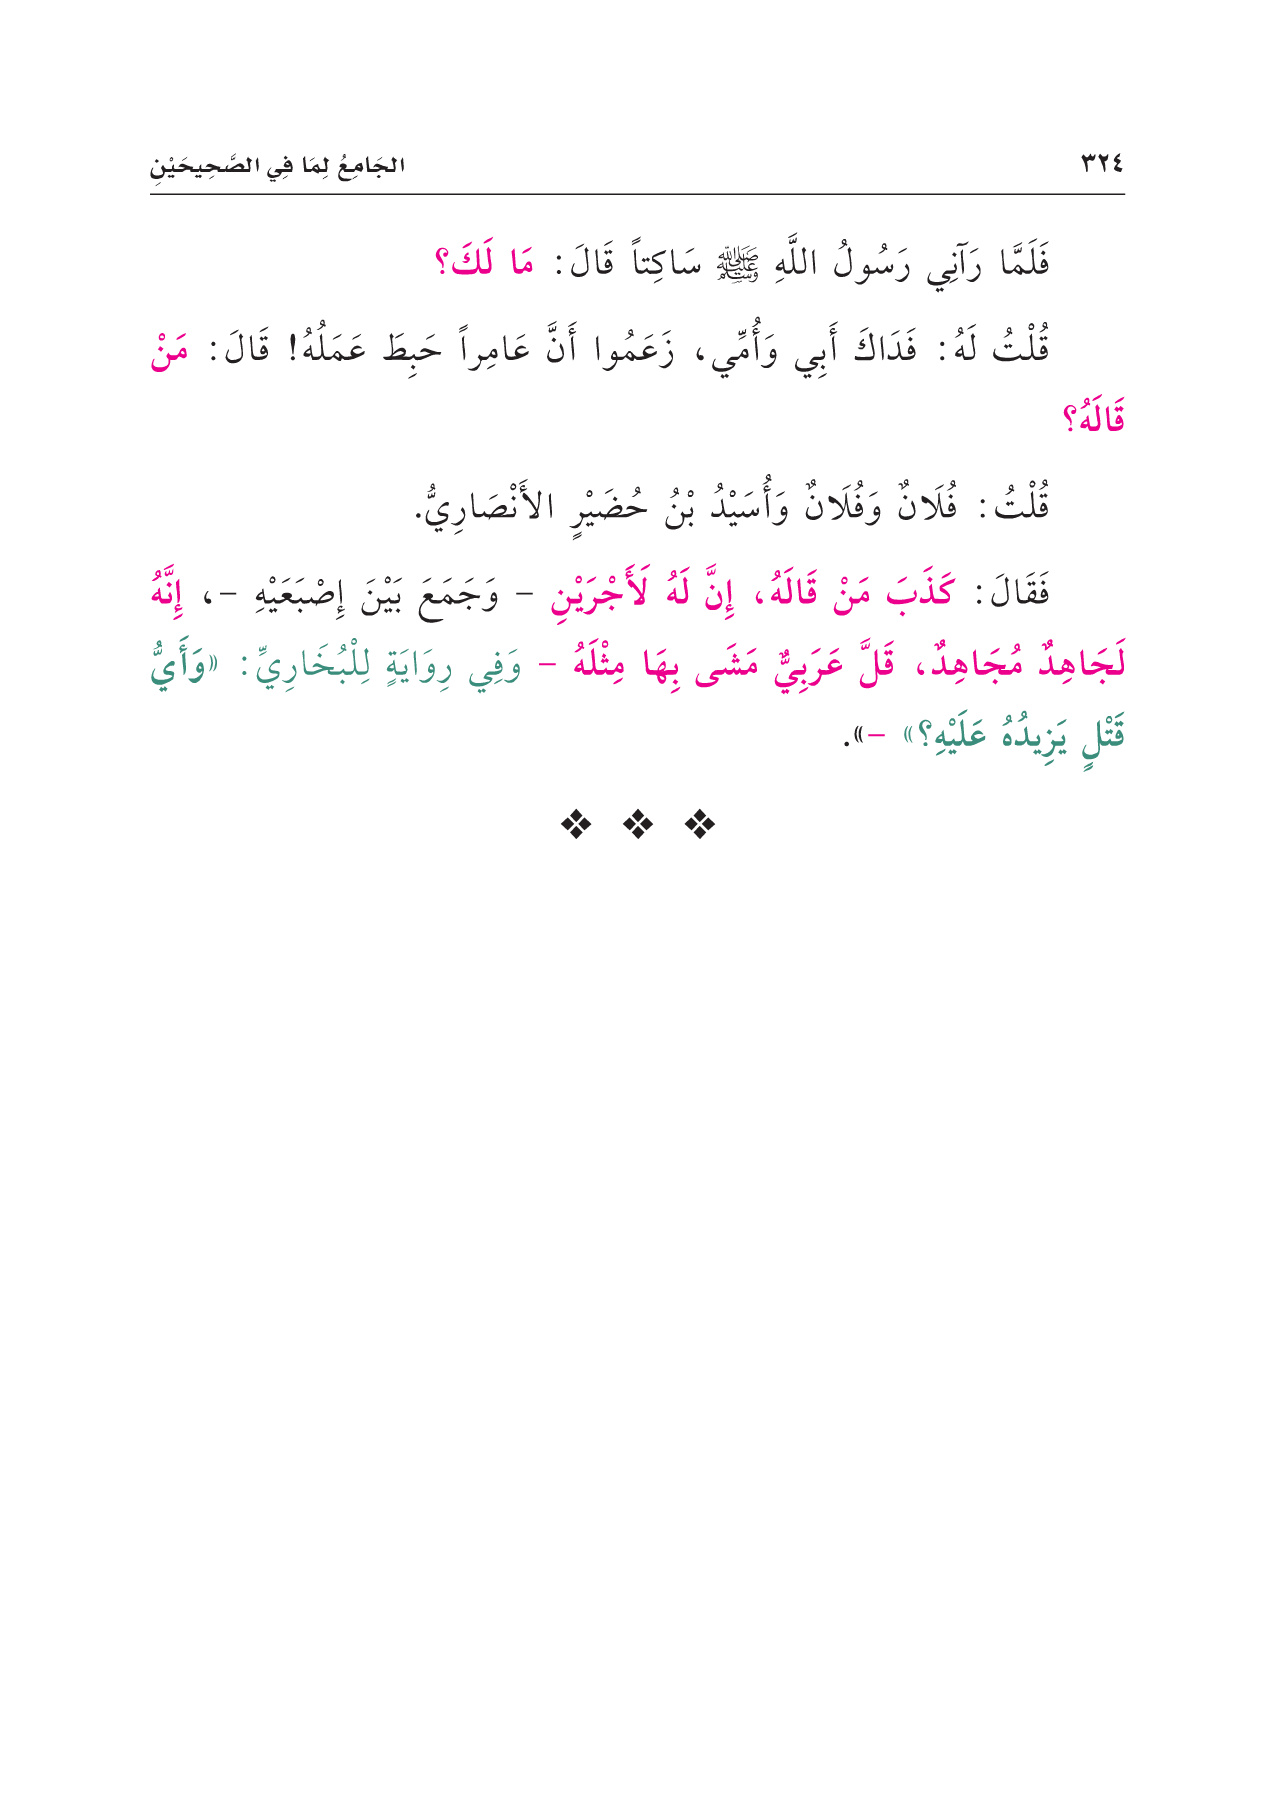 ٣٢٤ الجَامِعُ لِمَا فِي الصَّحِيحَيْنِ
فَلَمَّا رَآنِي رَسُولُ اللَّهِ ﷺ سَاكِتاً قَالَ: مَا لَكَ؟
قُلْتُ لَهُ: فَدَاكَ أَبِي وَأُمِّي، زَعَمُوا أَنَّ عَامِراً حَبِطَ عَمَلُهُ! قَالَ: مَنْ
قَالَهُ؟
قُلْتُ: فُلَانٌ وَفُلَانٌ وَأُسَيْدُ بْنُ حُضَيْرٍ الأَنْصَارِيُّ.
فَقَالَ: كَذَبَ مَنْ قَالَهُ، إِنَّ لَهُ لَأَجْرَيْنِ - وَجَمَعَ بَيْنَ إِصْبَعَيْهِ -، إِنَّهُ
لَجَاهِدٌ مُجَاهِدٌ، قَلَّ عَرَبِيٌّ مَشَى بِهَا مِثْلَهُ - وَفِي رِوَايَةٍ لِلْبُخَارِيِّ: «وَأَيُّ
قَتْلٍ يَزِيدُهُ عَلَيْهِ؟» -».